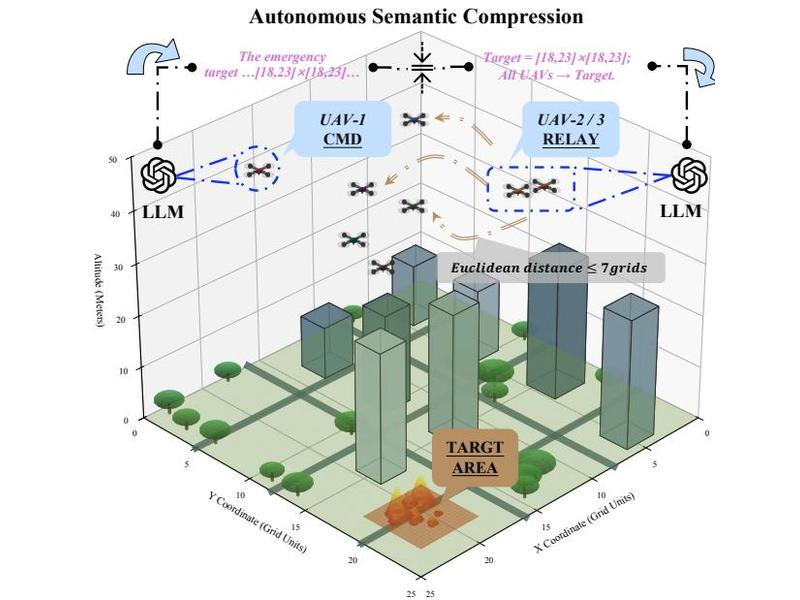 Autonomous Semantic Compression
The emergency
target …[18,23]×[18,23]…
Target = [18,23]×[18,23];
All UAVs → Target.
UAV-1
CMD
UAV-2 / 3
RELAY
LLM
LLM
Euclidean distance ≤ 7grids
TARGT
AREA
Altitude (Meters)
50
40
30
20
10
0
Y Coordinate (Grid Units)
0
5
10
15
20
25
X Coordinate (Grid Units)
25
20
15
10
5
0